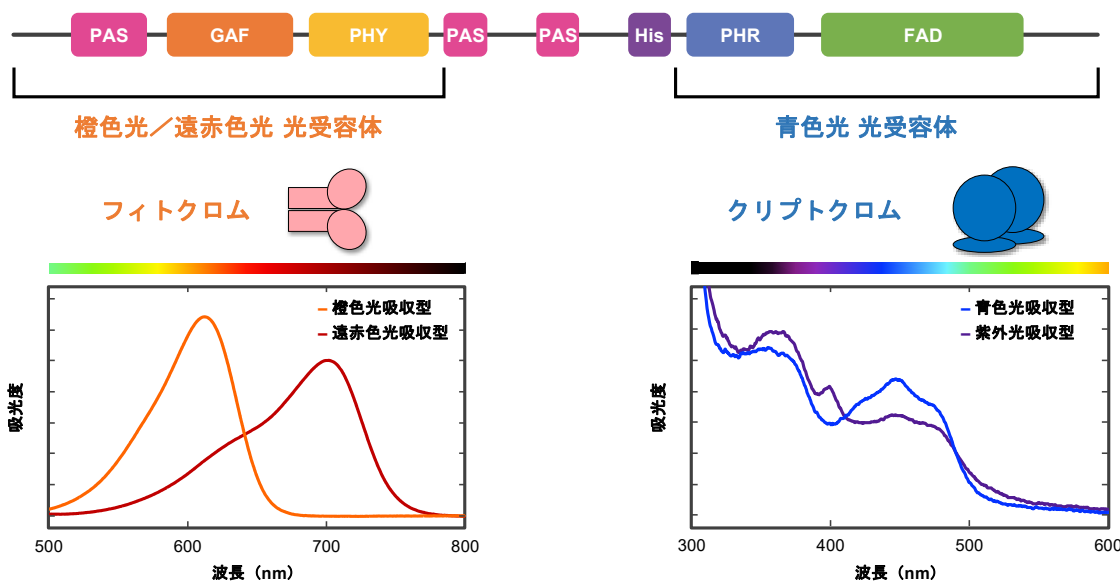 PAS GAF PHY PAS PAS His PHR FAD
橙色光／遠赤色光 光受容体
青色光 光受容体
フィトクロム
クリプトクロム
橙色光吸収型
遠赤色光吸収型
吸光度
500 600 700 800
波長（nm）
青色光吸収型
紫外光吸収型
吸光度
300 400 500 600
波長（nm）